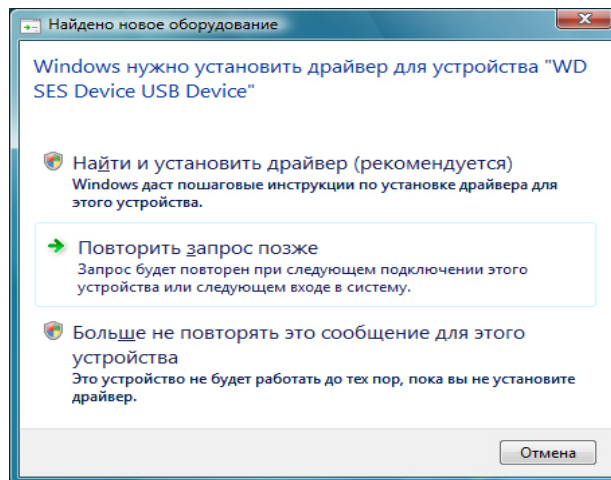 Найдено новое оборудование
Windows нужно установить драйвер для устройства "WD
SES Device USB Device"
Найти и установить драйвер (рекомендуется)
Windows даст пошаговые инструкции по установке драйвера для
этого устройства.
Повторить запрос позже
Запрос будет повторен при следующем подключении этого
устройства или следующем входе в систему.
Больше не повторять это сообщение для этого
устройства
Это устройство не будет работать до тех пор, пока вы не установите
драйвер.
Отмена